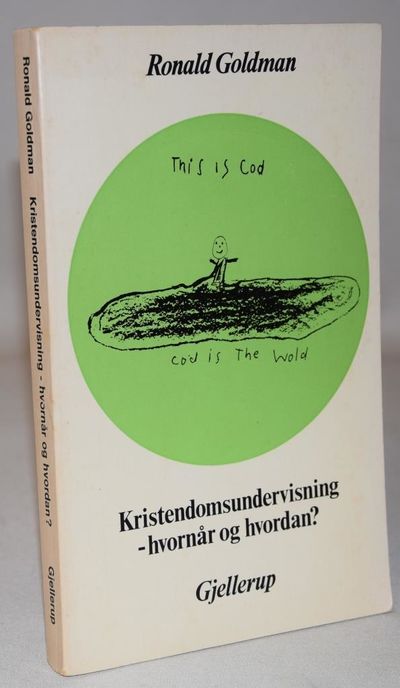 Ronald Goldman
This is Cod
Cod is The Wold
Kristendomsundervisning
-hvornår og hvordan?
Gjellerup
Ronald Goldman Kristendomsundervisning - hvornår og hvordan? Gjellerup